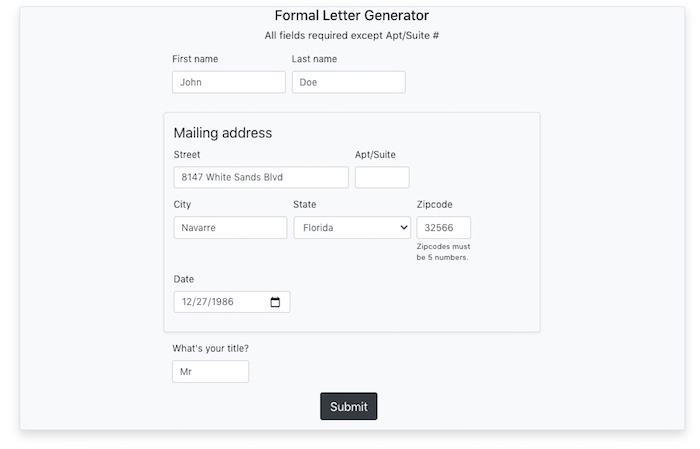 Formal Letter Generator
All fields required except Apt/Suite #
First name Last name
John Doe
Mailing address
Street Apt/Suite
8147 White Sands Blvd
City State Zipcode
Navarre Florida 32566
Zipcodes must
be 5 numbers.
Date
12/27/1986
What's your title?
Mr
Submit